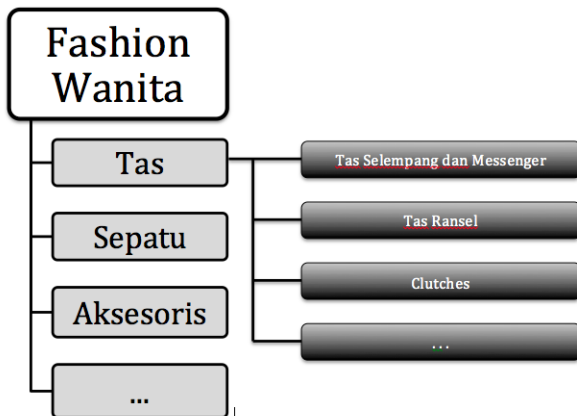 Fashion
Wanita
Tas
Sepatu
Aksesoris
...
Tas Selempang dan Messenger
Tas Ransel
Clutches
...